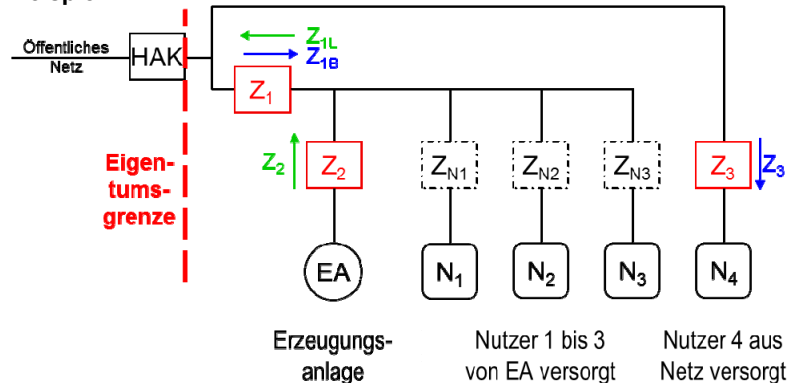 Öffentliches
Netz
HAK
Z1L
Z1B
Z1
Eigen-
tums-
grenze
Z2
Z2
ZN1
ZN2
ZN3
Z3
Z3
EA
N1
N2
N3
N4
Erzeugungs-
anlage
Nutzer 1 bis 3
von EA versorgt
Nutzer 4 aus
Netz versorgt